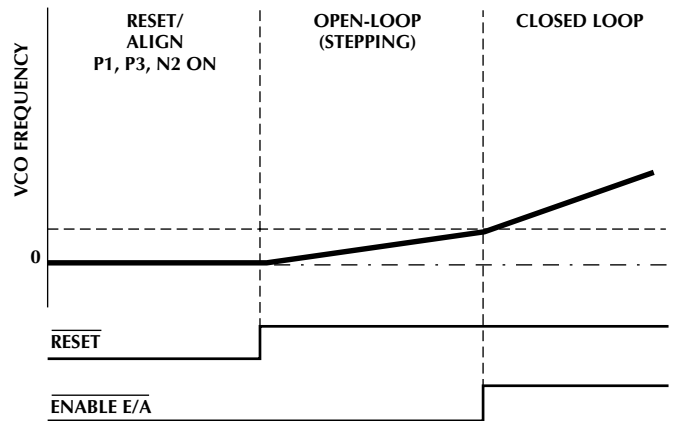 RESET/
ALIGN
P1, P3, N2 ON
OPEN-LOOP
(STEPPING)
CLOSED LOOP
VCO FREQUENCY
0
RESET
ENABLE E/A